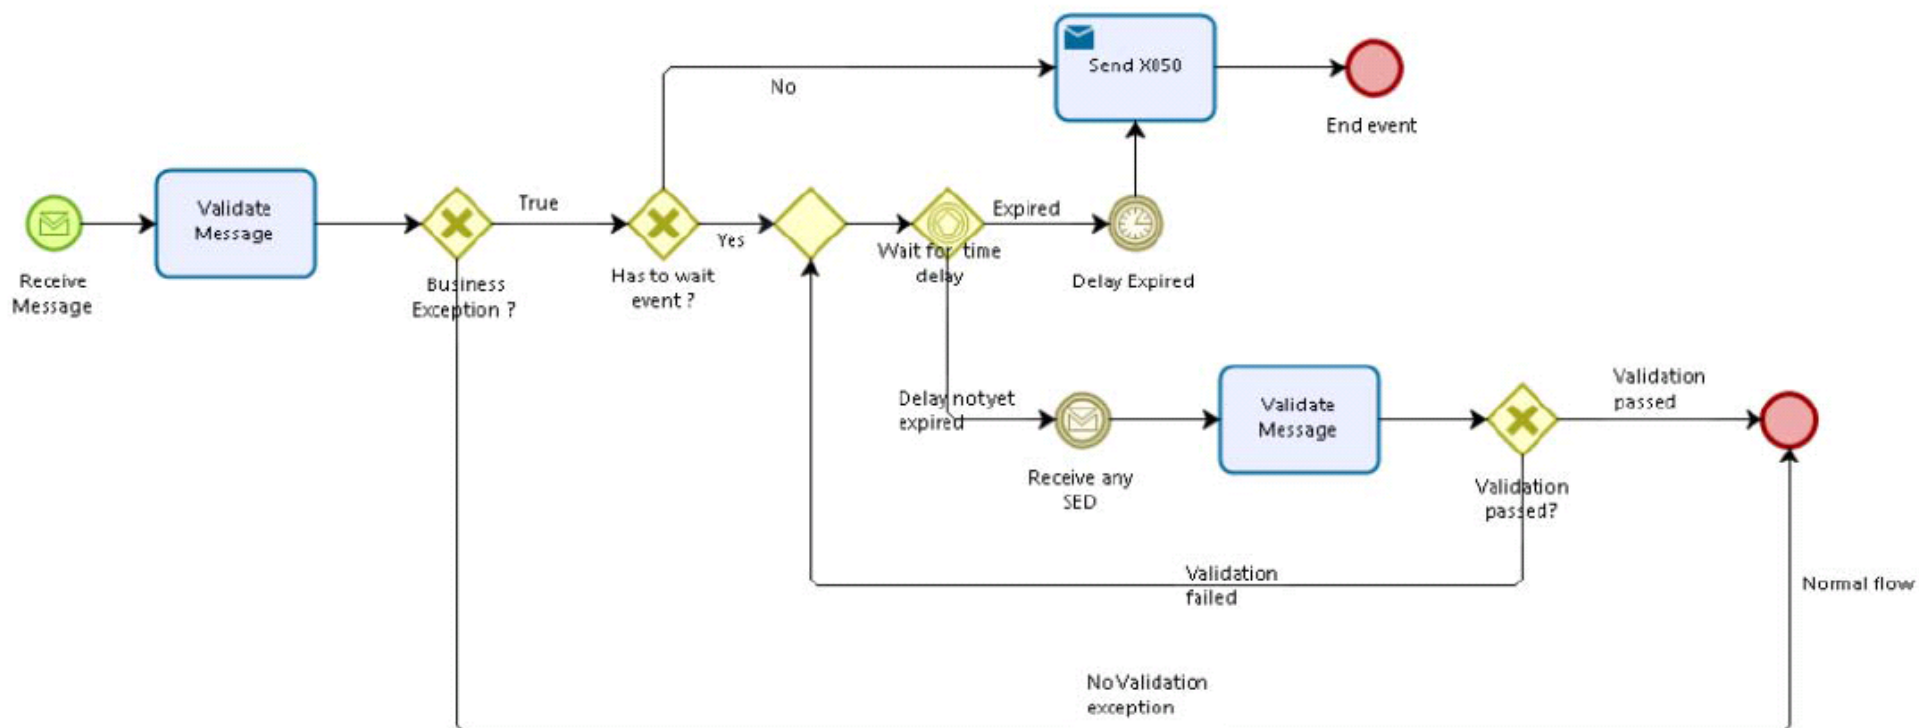 Send X050
No
End event
Validate
Message
True
Expired
Yes
Wait for time
delay
Receive
Message
Business
Exception ?
Has to wait
event ?
Delay Expired
Delay notyet
expired
Validate
Message
Validation
passed
Receive any
SED
Validation
passed?
Validation
failed
Normal flow
No Validation
exception